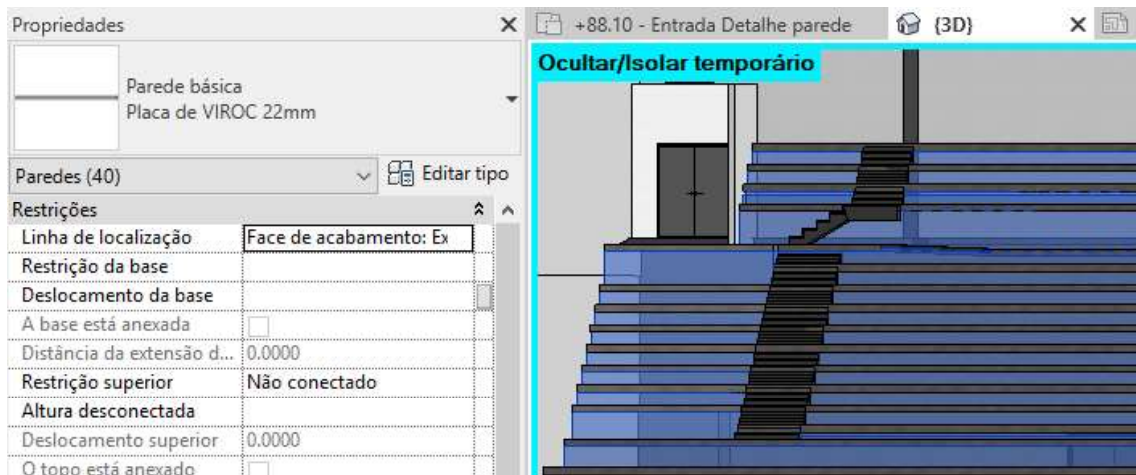 Propriedades
Parede básica
Placa de VIROC 22mm
Paredes (40)
Editar tipo
Restrições
Linha de localização
Face de acabamento: Ex
Restrição da base
Deslocamento da base
A base está anexada
Distância da extensão d...
0.0000
Restrição superior
Não conectado
Altura desconectada
Deslocamento superior
0.0000
O topo está anexado
+88.10 - Entrada Detalhe parede
{3D}
Ocultar/Isolar temporário